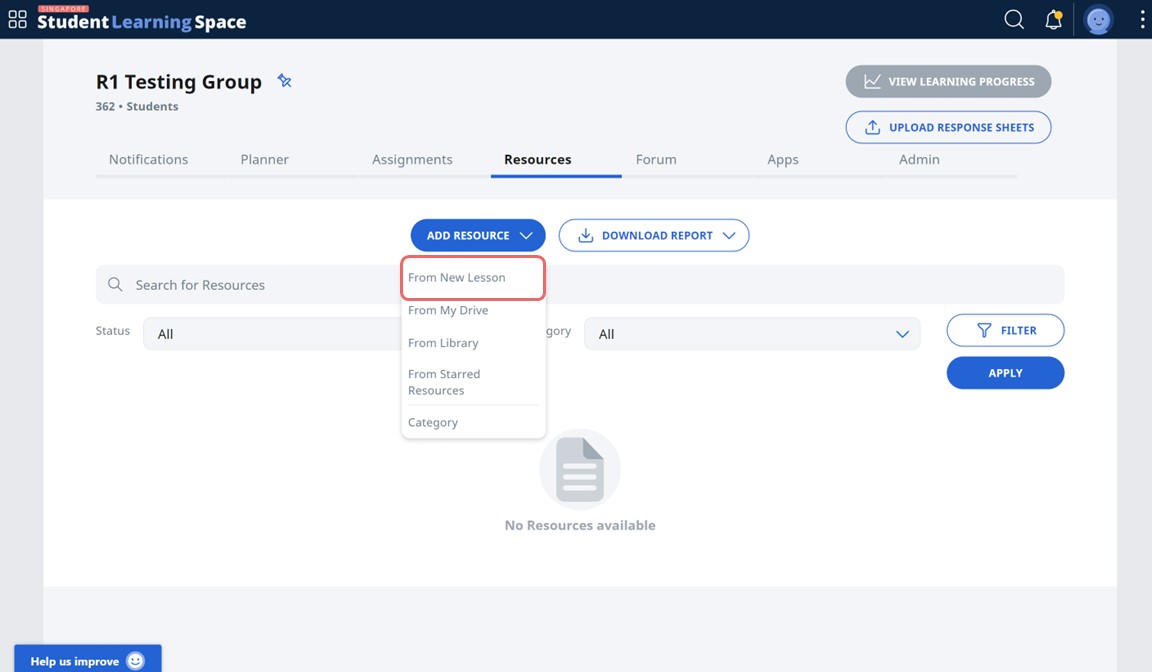 SINGAPORE
Student Learning Space
R1 Testing Group
362 • Students
VIEW LEARNING PROGRESS
UPLOAD RESPONSE SHEETS
Notifications Planner Assignments Resources Forum Apps Admin
ADD RESOURCE DOWNLOAD REPORT
From New Lesson
Search for Resources
From My Drive
Status All gory All FILTER
From Library
From Starred
Resources
APPLY
Category
No Resources available
Help us improve